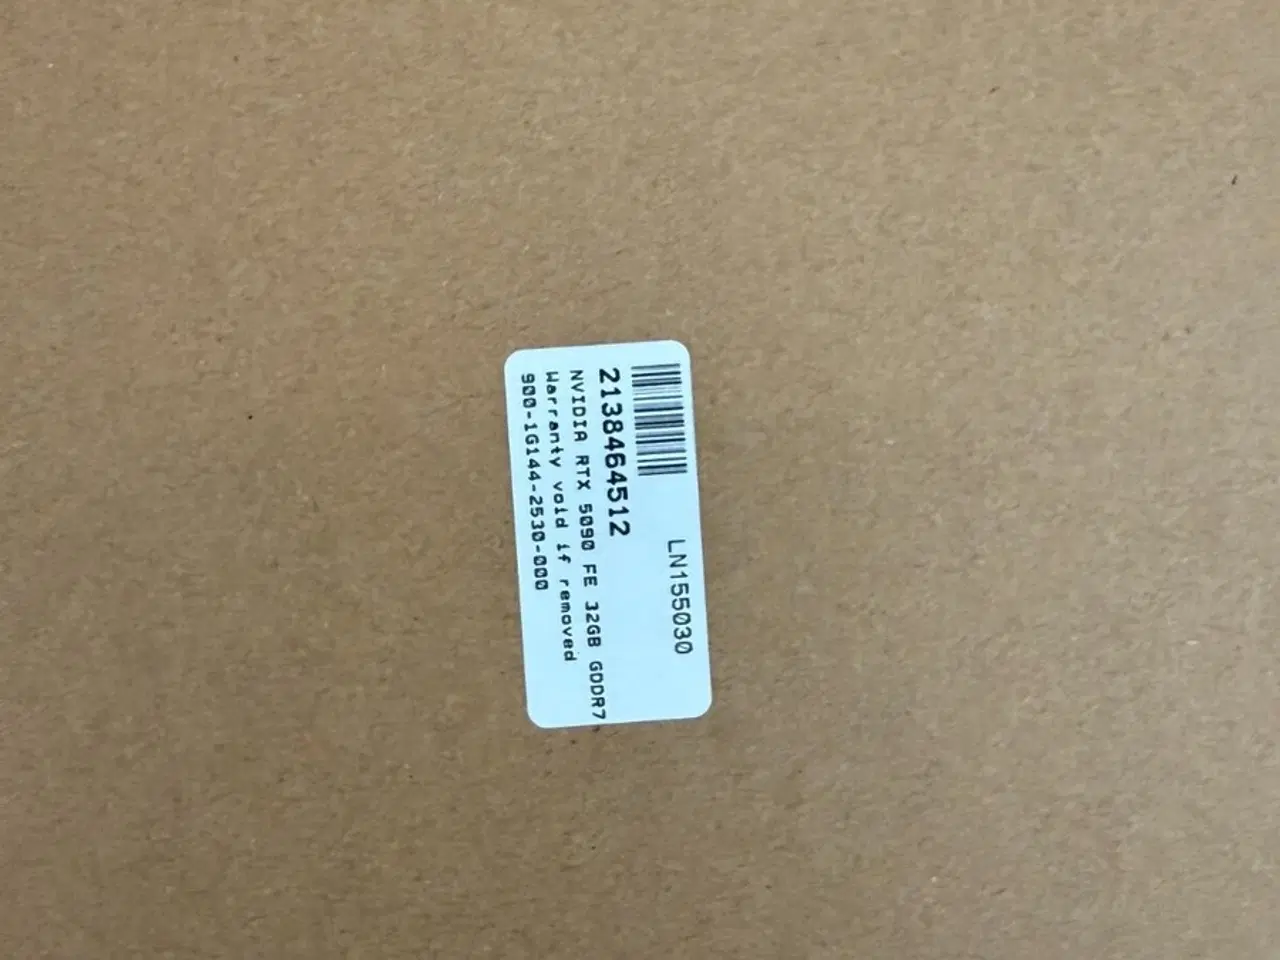 LN155030
2138464512
NVIDIA RTX 5090 FE 32GB GDDR7
Warranty void if removed
900-1G144-2530-000